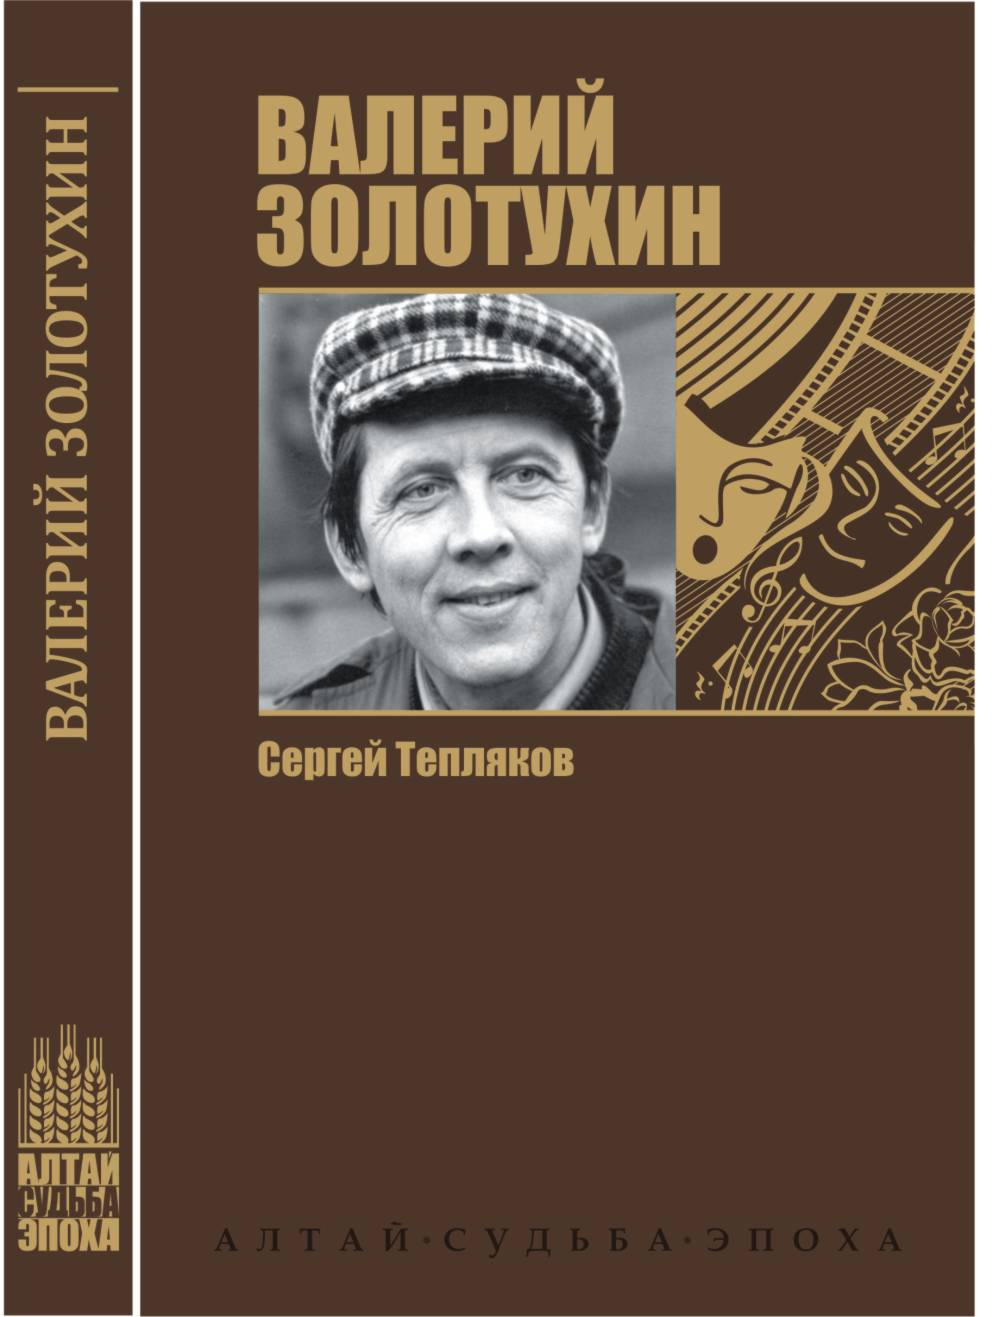 ВАЛЕРИЙ ЗОЛОТУХИН
АЛТАЙ
СУДЬБА
ЭПОХА
ВАЛЕРИЙ
ЗОЛОТУХИН
Сергей Тепляков
АЛТАЙ·СУДЬБА·ЭПОХА